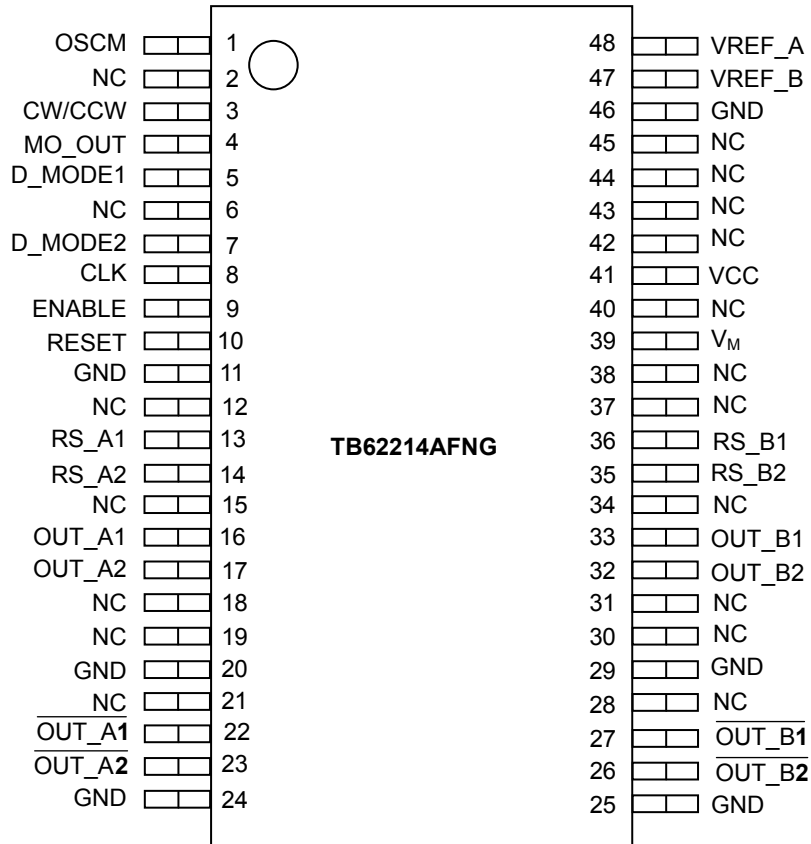 OSCM 1 48 VREF_A
NC 2 47 VREF_B
CW/CCW 3 46 GND
MO_OUT 4 45 NC
D_MODE1 5 44 NC
NC 6 43 NC
D_MODE2 7 42 NC
CLK 8 41 VCC
ENABLE 9 40 NC
RESET 10 39 VM
GND 11 38 NC
NC 12 37 NC
RS_A1 13 36 RS_B1
TB62214AFNG
RS_A2 14 35 RS_B2
NC 15 34 NC
OUT_A1 16 33 OUT_B1
OUT_A2 17 32 OUT_B2
NC 18 31 NC
NC 19 30 NC
GND 20 29 GND
NC 21 28 NC
OUT_A1 22 27 OUT_B1
OUT_A2 23 26 OUT_B2
GND 24 25 GND